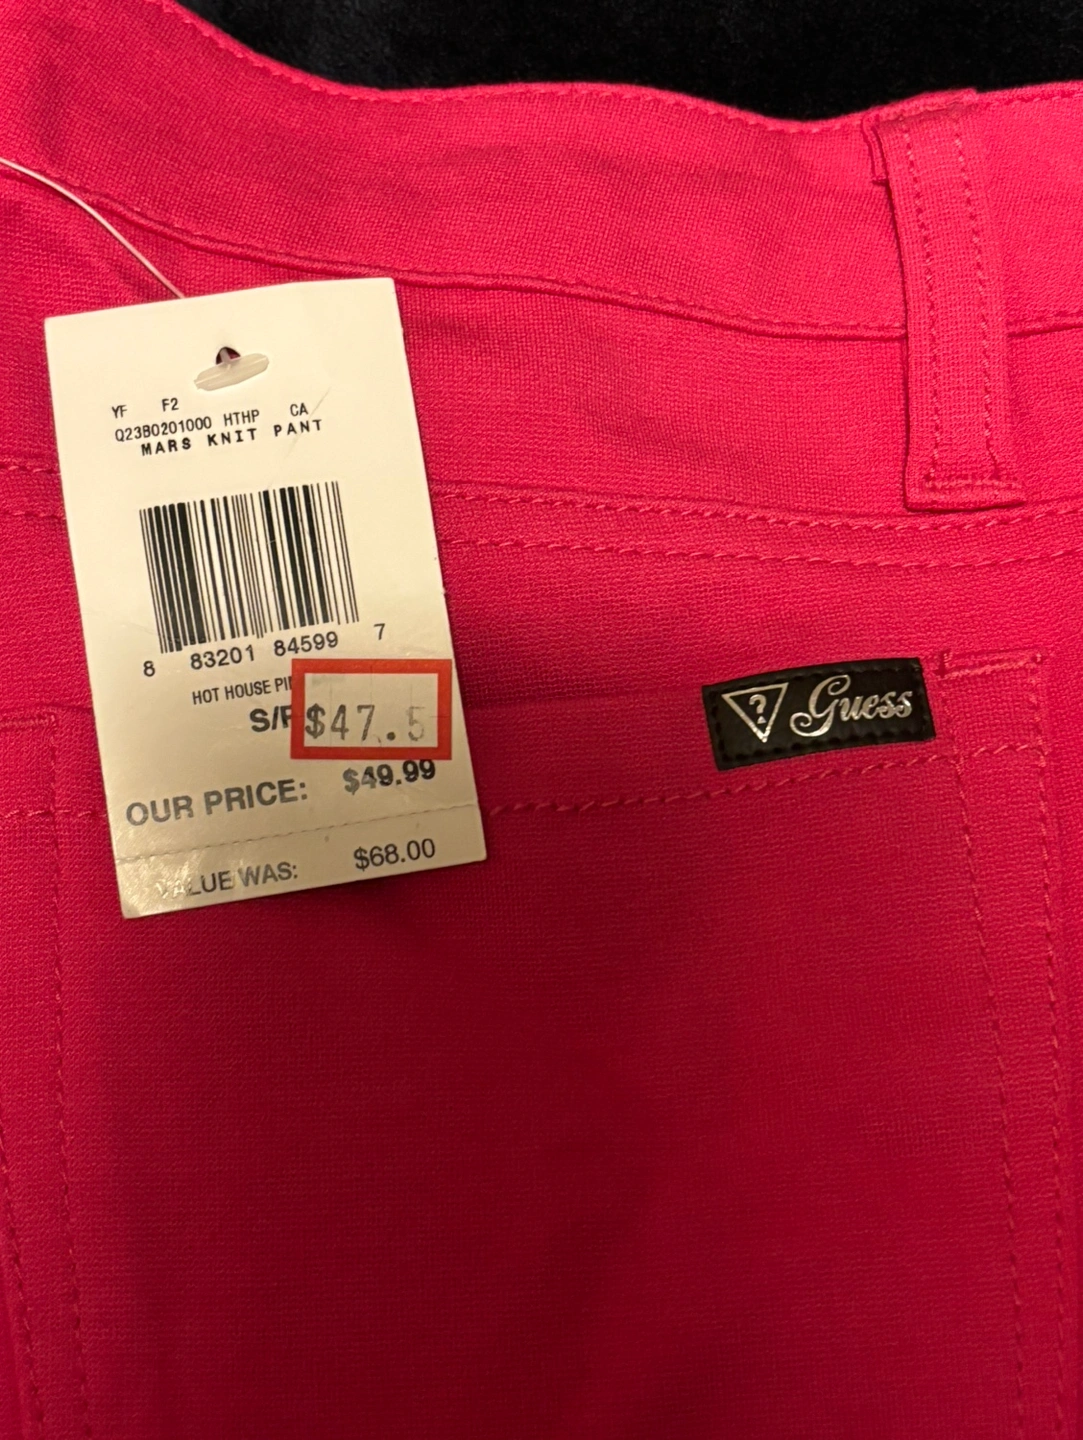 YF F2
Q23B0201000 HTHP CA
MARS KNIT PANT
8 83201 84599 7
HOT HOUSE
$47.5
OUR PRICE: $49.99
VALUE WAS: $68.00
? Guess